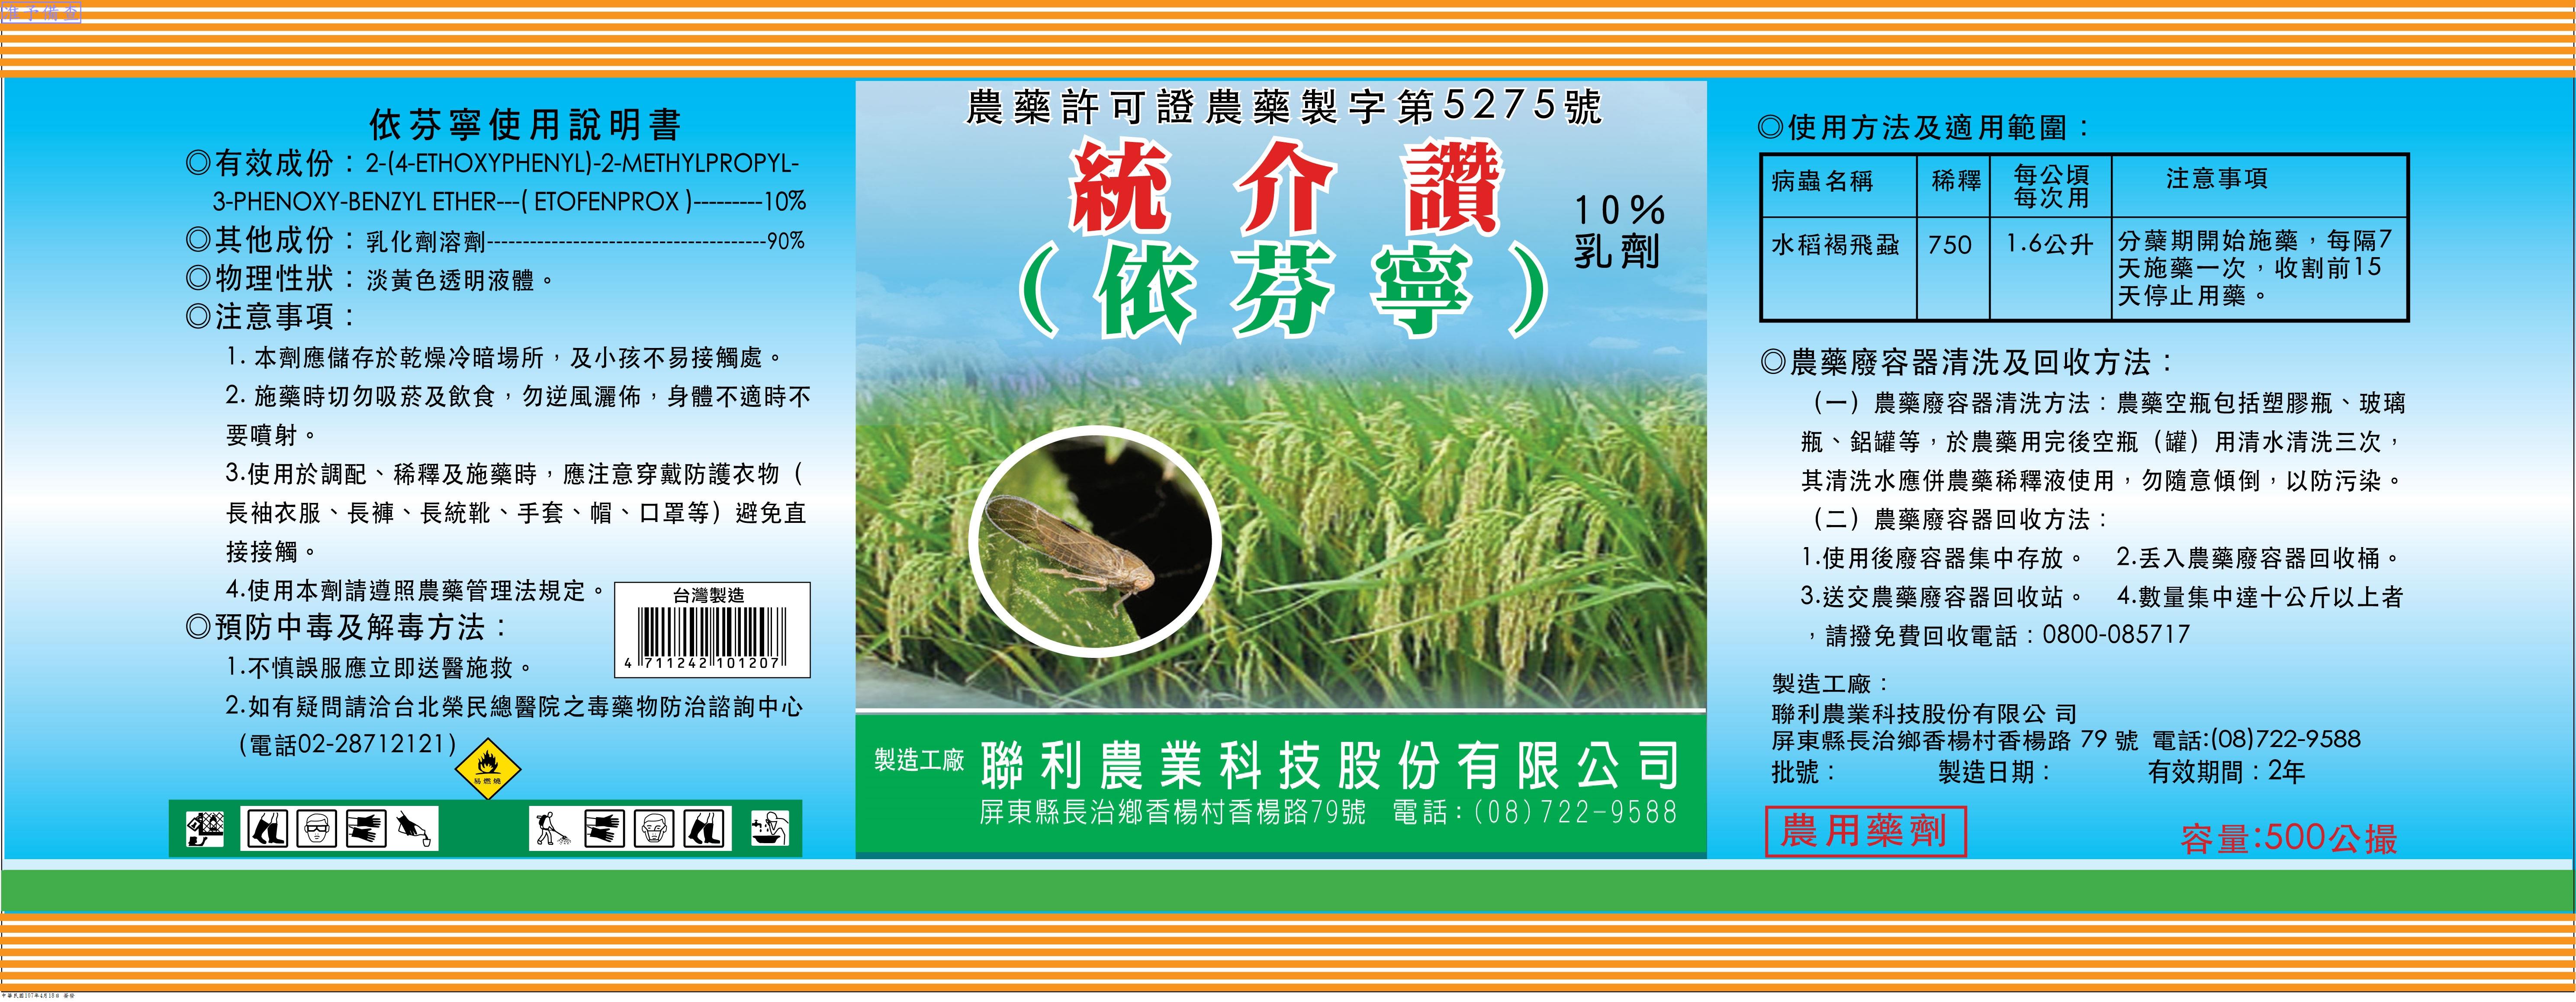 准予備查
依芬寧使用說明書
◎有效成份：2-(4-ETHOXYPHENYL)-2-METHYLPROPYL-
3-PHENOXY-BENZYL ETHER---( ETOFENPROX )---------10%
◎其他成份：乳化劑溶劑---------------------------------------90%
◎物理性狀：淡黃色透明液體。
◎注意事項：
1. 本劑應儲存於乾燥冷暗場所，及小孩不易接觸處。
2. 施藥時切勿吸菸及飲食，勿逆風灑佈，身體不適時不
要噴射。
3.使用於調配、稀釋及施藥時，應注意穿戴防護衣物（
長袖衣服、長褲、長統靴、手套、帽、口罩等）避免直
接接觸。
4.使用本劑請遵照農藥管理法規定。
台灣製造
4 711242 101207
◎預防中毒及解毒方法：
1.不慎誤服應立即送醫施救。
2.如有疑問請洽台北榮民總醫院之毒藥物防治諮詢中心
(電話02-28712121)
易燃燒
農藥許可證農藥製字第5275號
統介讚
(依芬寧)
10%
乳劑
製造工廠 聯利農業科技股份有限公司
屏東縣長治鄉香楊村香楊路79號 電話：(08)722-9588
◎使用方法及適用範圍：
病蟲名稱 稀釋 每公頃每次用 注意事項
水稻褐飛蝨 750 1.6公升 分蘗期開始施藥，每隔7
天施藥一次，收割前15
天停止用藥。
◎農藥廢容器清洗及回收方法：
（一）農藥廢容器清洗方法：農藥空瓶包括塑膠瓶、玻璃
瓶、鋁罐等，於農藥用完後空瓶（罐）用清水清洗三次，
其清洗水應併農藥稀釋液使用，勿隨意傾倒，以防污染。
（二）農藥廢容器回收方法：
1.使用後廢容器集中存放。 2.丟入農藥廢容器回收桶。
3.送交農藥廢容器回收站。 4.數量集中達十公斤以上者
，請撥免費回收電話：0800-085717
製造工廠：
聯利農業科技股份有限公 司
屏東縣長治鄉香楊村香楊路 79 號 電話:(08)722-9588
批號： 製造日期： 有效期間：2年
農用藥劑
容量:500公撮
中華民國107年4月18日